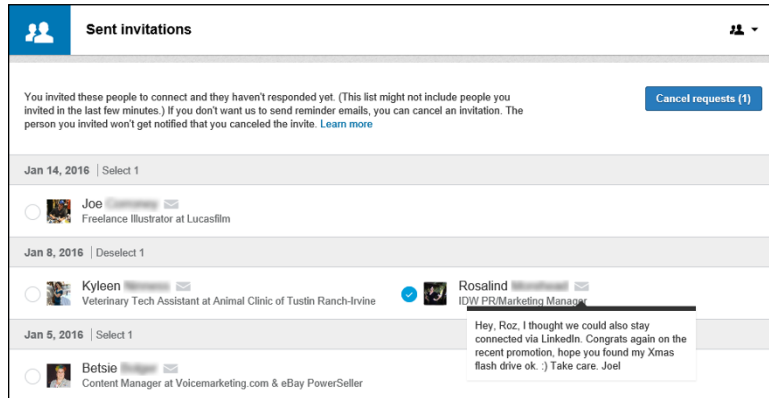 Sent invitations
You invited these people to connect and they haven't responded yet. (This list might not include people you
invited in the last few minutes.) If you don't want us to send reminder emails, you can cancel an invitation. The
person you invited won't get notified that you canceled the invite. Learn more
Cancel requests (1)
Jan 14, 2016 | Select 1
Joe
Freelance Illustrator at Lucasfilm
Jan 8, 2016 | Deselect 1
Kyleen
Veterinary Tech Assistant at Animal Clinic of Tustin Ranch-Irvine
Rosalind
IDW PR/Marketing Manager
Hey, Roz, I thought we could also stay
connected via LinkedIn. Congrats again on the
recent promotion, hope you found my Xmas
flash drive ok. :) Take care. Joel
Jan 5, 2016 | Select 1
Betsie
Content Manager at Voicemarketing.com & eBay PowerSeller